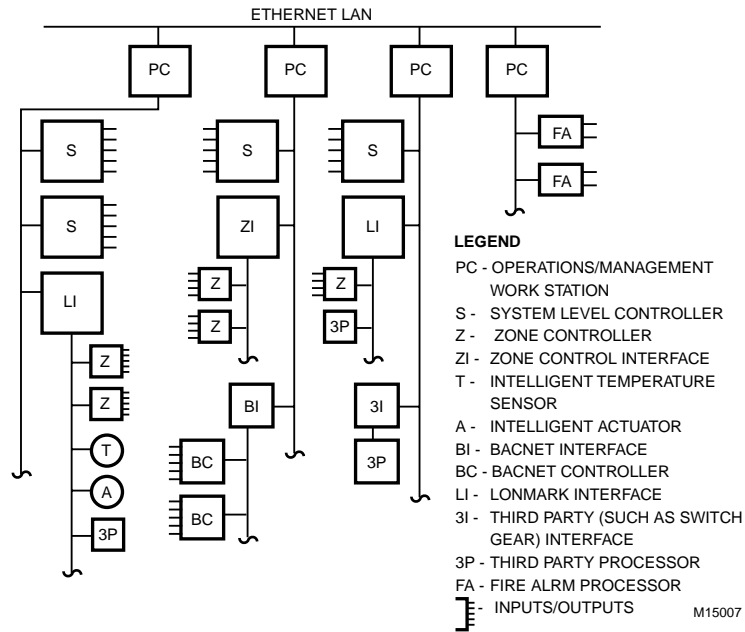 ETHERNET LAN
PC PC PC PC
FA
S S S
FA
S ZI LI
LEGEND
PC - OPERATIONS/MANAGEMENT
WORK STATION
S - SYSTEM LEVEL CONTROLLER
Z - ZONE CONTROLLER
ZI - ZONE CONTROL INTERFACE
T - INTELLIGENT TEMPERATURE
SENSOR
A - INTELLIGENT ACTUATOR
BI - BACNET INTERFACE
BC - BACNET CONTROLLER
LI - LONMARK INTERFACE
3I - THIRD PARTY (SUCH AS SWITCH
GEAR) INTERFACE
3P - THIRD PARTY PROCESSOR
FA - FIRE ALRM PROCESSOR
- INPUTS/OUTPUTS
M15007
LI
Z Z
Z 3P
Z
Z
BI 3I
T
BC 3P
A
BC
3P